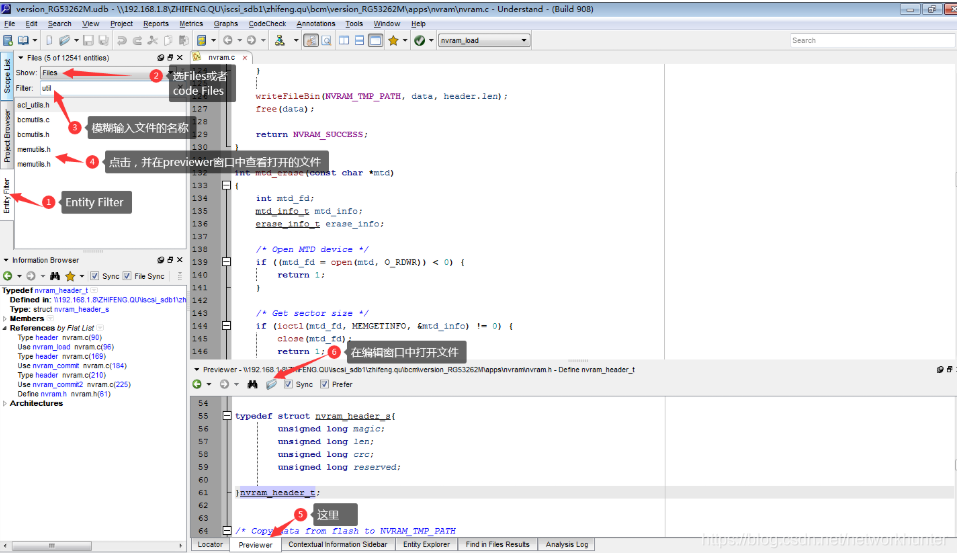 version_RG53262M.udb - \\192.168.1.8\ZHIFENG.QU\iscsi_sdb1\zhifeng.qu\bcm\version_RG53262M\apps\nvram\nvram.c - Understand - (Build 908)
File Edit Search View Project Reports Metrics Graphs CodeCheck Annotations Tools Window Help
nvram_load
Search
Files (5 of 12541 entities)
Show: Files
Filter: util
acl_utils.h
bcmutils.c
bcmutils.h
memutils.h
memutils.h
Scope List
Project Browser
Entity Filter
② 选Files或者
code Files
③ 模糊输入文件的名称
④ 点击，并在previewer窗口中查看打开的文件
① Entity Filter
nvram.c
}
126 writeFileBin(NVRAM_TMP_PATH, data, header.len);
127 free(data);
128
129 return NVRAM_SUCCESS;
130 }
132 int mtd_erase(const char *mtd)
133 {
134 int mtd_fd;
135 mtd_info_t mtd_info;
136 erase_info_t erase_info;
137
138 /* Open MTD device */
139 if ((mtd_fd = open(mtd, O_RDWR)) < 0) {
140 return 1;
141 }
142
143 /* Get sector size */
144 if (ioctl(mtd_fd, MEMGETINFO, &mtd_info) != 0) {
145 close(mtd_fd);
146 return 1;
⑥ 在编辑窗口中打开文件
Information Browser
Sync File Sync
Typedef nvram_header_t
Defined in: \\192.168.1.8\ZHIFENG.QU\iscsi_sdb1\zh
Type: struct nvram_header_s
Members
References by Flat List
Type header nvram.c(90)
Use nvram_load nvram.c(96)
Type header nvram.c(169)
Use nvram_commit nvram.c(184)
Type header nvram.c(210)
Use nvram_commit2 nvram.c(225)
Define nvram.h nvram.h(61)
Architectures
Previewer - \\192.168.1.8\ZHIFENG.QU\iscsi_sdb1\zhifeng.qu\bcm\version_RG53262M\apps\nvram\nvram.h - Define nvram_header_t
Sync Prefer
54
55 typedef struct nvram_header_s{
56 unsigned long magic;
57 unsigned long len;
58 unsigned long crc;
59 unsigned long reserved;
60
61 }nvram_header_t;
62
63
64 /* Copy data from flash to NVRAM_TMP_PATH
⑤ 这里
Locator Previewer Contextual Information Sidebar Entity Explorer Find in Files Results Analysis Log
https://blog.csdn.net/networkhunter